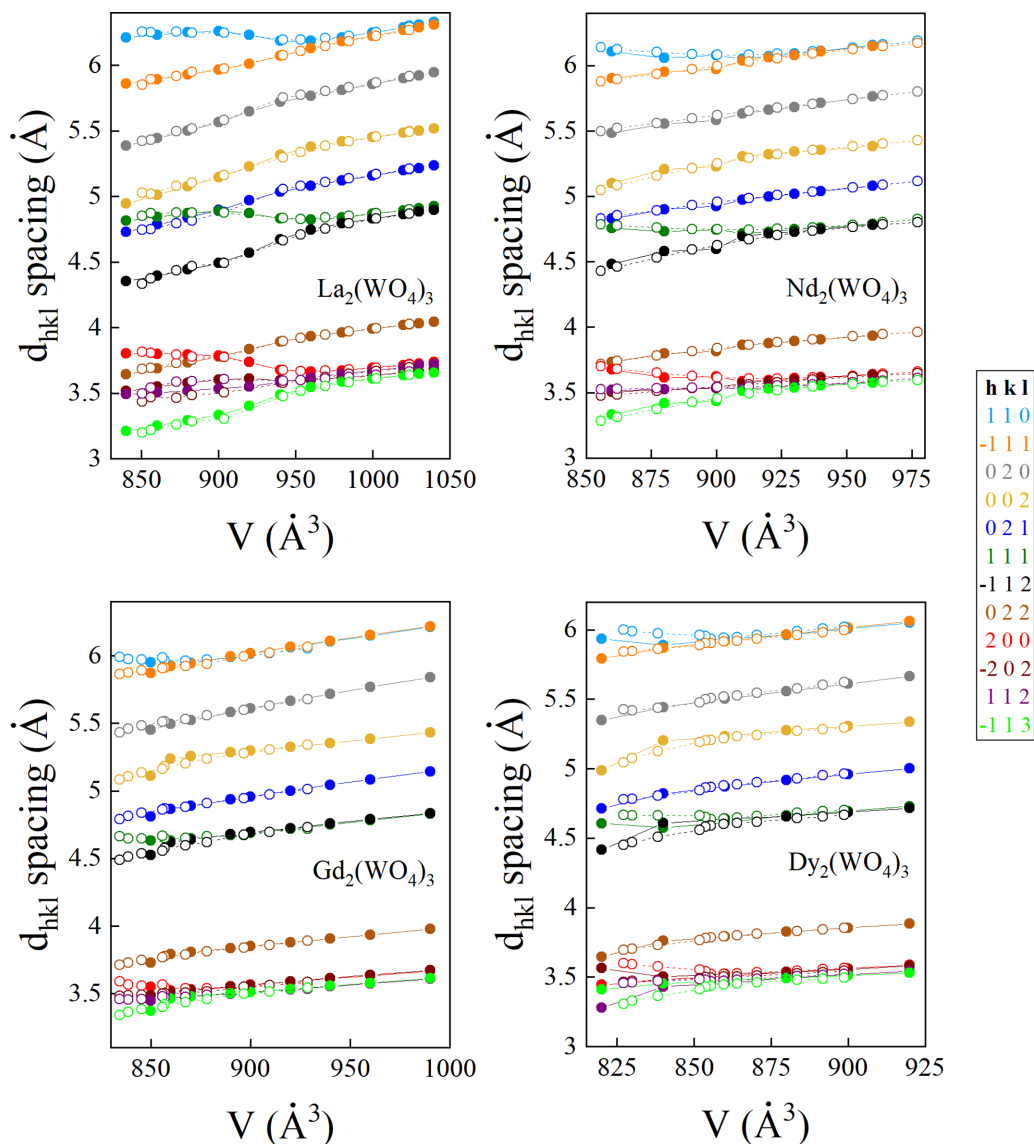 6
5.5
5
4.5
4
3.5
3
850 900 950 1000 1050
d_hkl spacing (Å)
V (Å³)
La₂(WO₄)₃
6
5.5
5
4.5
4
3.5
3
850 875 900 925 950 975
d_hkl spacing (Å)
V (Å³)
Nd₂(WO₄)₃
h k l
1 1 0
-1 1 1
0 2 0
0 0 2
0 2 1
1 1 1
-1 1 2
0 2 2
2 0 0
-2 0 2
1 1 2
-1 1 3
6
5.5
5
4.5
4
3.5
850 900 950 1000
d_hkl spacing (Å)
V (Å³)
Gd₂(WO₄)₃
6
5.5
5
4.5
4
3.5
3
825 850 875 900 925
d_hkl spacing (Å)
V (Å³)
Dy₂(WO₄)₃